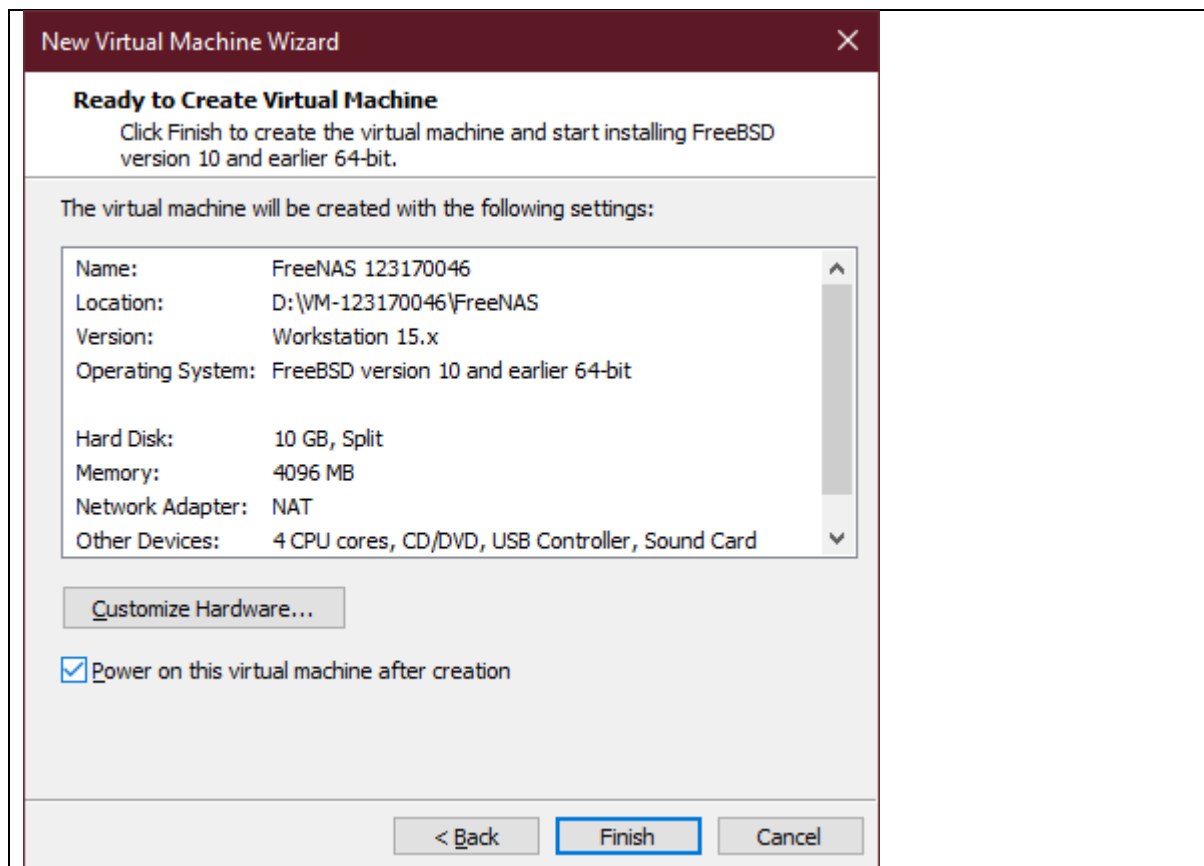 New Virtual Machine Wizard
Ready to Create Virtual Machine
Click Finish to create the virtual machine and start installing FreeBSD
version 10 and earlier 64-bit.
The virtual machine will be created with the following settings:
Name: FreeNAS 123170046
Location: D:\VM-123170046\FreeNAS
Version: Workstation 15.x
Operating System: FreeBSD version 10 and earlier 64-bit
Hard Disk: 10 GB, Split
Memory: 4096 MB
Network Adapter: NAT
Other Devices: 4 CPU cores, CD/DVD, USB Controller, Sound Card
Customize Hardware...
Power on this virtual machine after creation
< Back Finish Cancel